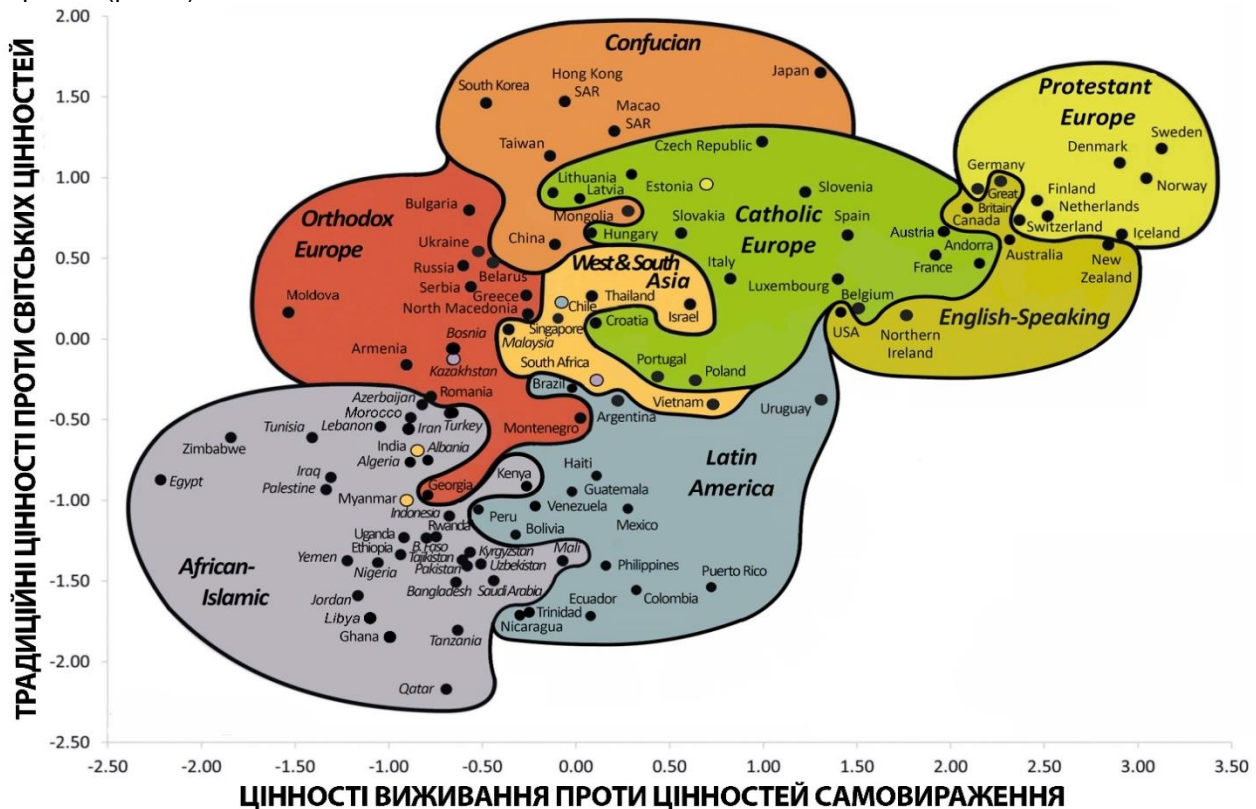 2.00
1.50
1.00
0.50
0.00
-0.50
-1.00
-1.50
-2.00
-2.50
ТРАДИЦІЙНІ ЦІННОСТІ ПРОТИ СВІТСЬКИХ ЦІННОСТЕЙ
Confucian
Japan
South Korea
Hong Kong
SAR
Macao
SAR
Taiwan
Mongolia
China
Protestant
Europe
Sweden
Denmark
Norway
Germany
Finland
Netherlands
Switzerland
Iceland
Great
Britain
Canada
Australia
New
Zealand
English-Speaking
USA
Northern
Ireland
Catholic
Europe
Czech Republic
Lithuania
Latvia
Estonia
Slovenia
Slovakia
Spain
Hungary
Austria
Andorra
France
Italy
Luxembourg
Belgium
Croatia
Portugal
Poland
Orthodox
Europe
Bulgaria
Ukraine
Russia
Belarus
Serbia
Greece
North Macedonia
Moldova
Bosnia
Armenia
Kazakhstan
Romania
Montenegro
Georgia
West & South
Asia
Thailand
Chile
Israel
Singapore
Malaysia
South Africa
Vietnam
Latin
America
Brazil
Argentina
Uruguay
Haiti
Guatemala
Venezuela
Mexico
Peru
Bolivia
Philippines
Puerto Rico
Ecuador
Colombia
Trinidad
Nicaragua
African-
Islamic
Azerbaijan
Morocco
Lebanon
Iran
Turkey
Tunisia
Zimbabwe
India
Albania
Algeria
Egypt
Iraq
Palestine
Myanmar
Kenya
Indonesia
Rwanda
Uganda
B. Faso
Ethiopia
Tajikistan
Kyrgyzstan
Mali
Yemen
Nigeria
Pakistan
Uzbekistan
Bangladesh
Saudi Arabia
Jordan
Libya
Ghana
Tanzania
Qatar
-2.50 -2.00 -1.50 -1.00 -0.50 0.00 0.50 1.00 1.50 2.00 2.50 3.00 3.50
ЦІННОСТІ ВИЖИВАННЯ ПРОТИ ЦІННОСТЕЙ САМОВИРАЖЕННЯ